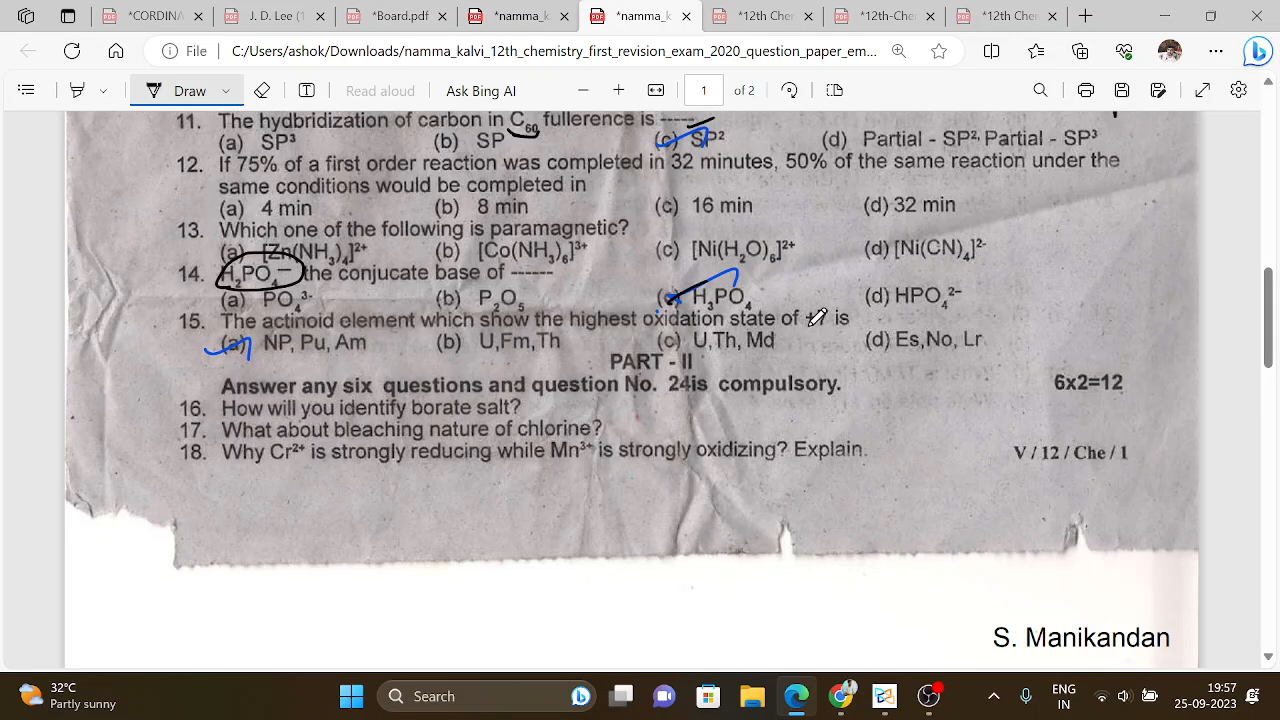 *CORDINA
J. D. Lee (1
*Board.pdf
*namma_k
*namma_k
*12th Cher
*12th-Cher
*12th Cher
File
C:/Users/ashok/Downloads/namma_kalvi_12th_chemistry_first_revision_exam_2020_question_paper_em...
Draw
Read aloud
Ask Bing AI
1 of 2
11. The hydbridization of carbon in C₆₀ fullerence is -----
(a) SP³ (b) SP (c) SP² (d) Partial - SP², Partial - SP³
12. If 75% of a first order reaction was completed in 32 minutes, 50% of the same reaction under the
same conditions would be completed in
(a) 4 min (b) 8 min (c) 16 min (d) 32 min
13. Which one of the following is paramagnetic?
(a) [Zn(NH₃)₄]²⁺ (b) [Co(NH₃)₆]³⁺ (c) [Ni(H₂O)₆]²⁺ (d) [Ni(CN)₄]²⁻
14. H₂PO₄⁻ the conjucate base of ------
(a) PO₄³⁻ (b) P₂O₅ (c) H₃PO₄ (d) HPO₄²⁻
15. The actinoid element which show the highest oxidation state of +7 is
(a) NP, Pu, Am (b) U,Fm,Th (c) U,Th, Md (d) Es,No, Lr
PART - II
Answer any six questions and question No. 24is compulsory. 6x2=12
16. How will you identify borate salt?
17. What about bleaching nature of chlorine?
18. Why Cr²⁺ is strongly reducing while Mn³⁺ is strongly oxidizing? Explain.
V / 12 / Che / 1
S. Manikandan
32°C
Partly sunny
Search
ENG
IN
19:57
25-09-2023